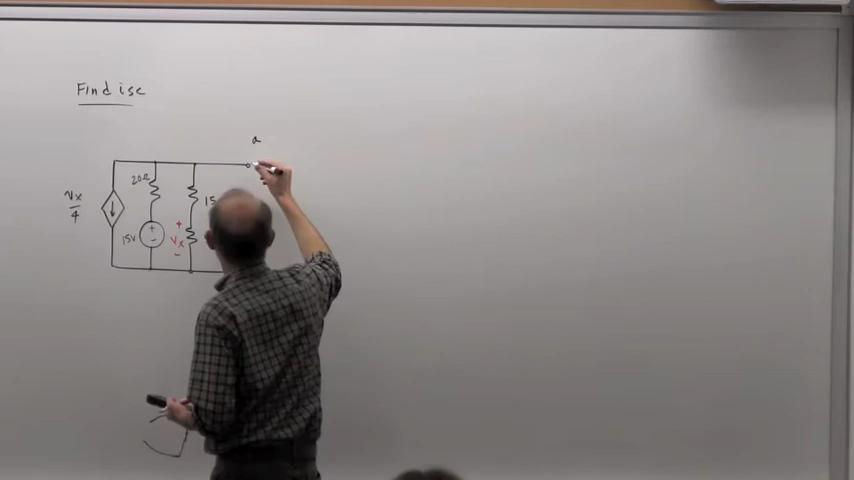 Find isc
a
20Ω
15
Vx
4
+
+
15V
-
Vx
-